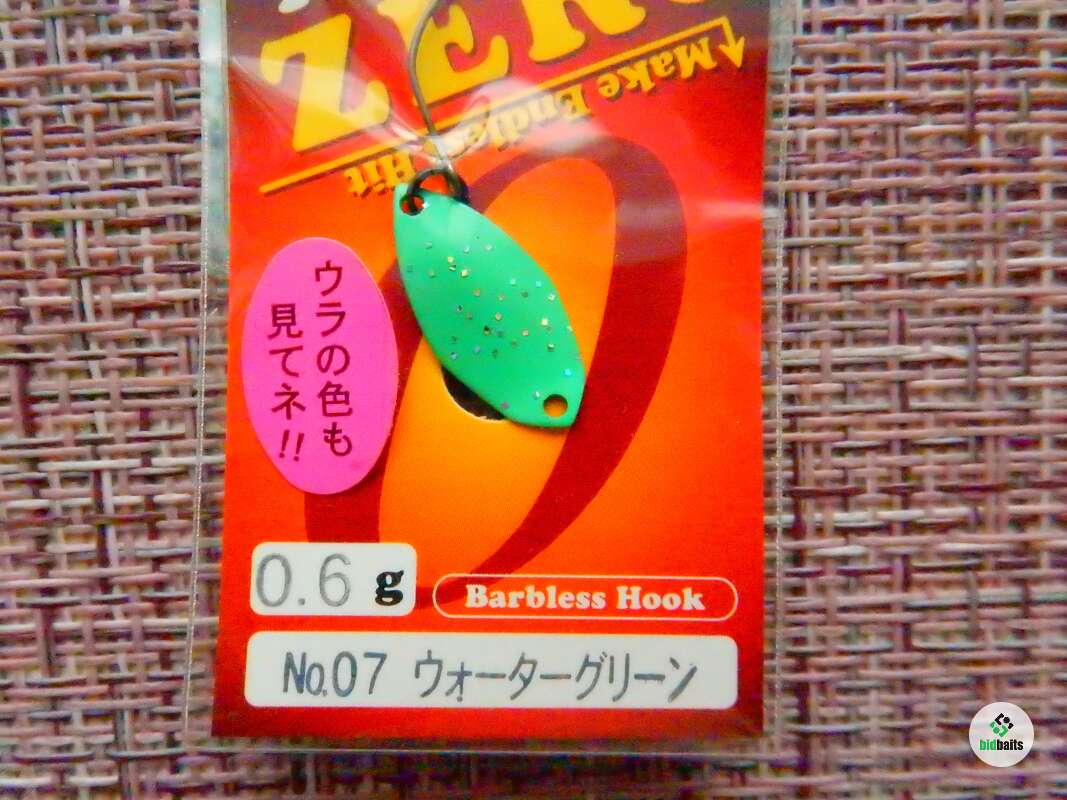 ZER
Make Endless Hit
ウラの色も
見てネ!!
0.6 g
Barbless Hook
No.07 ウォーターグリーン
bidbaits